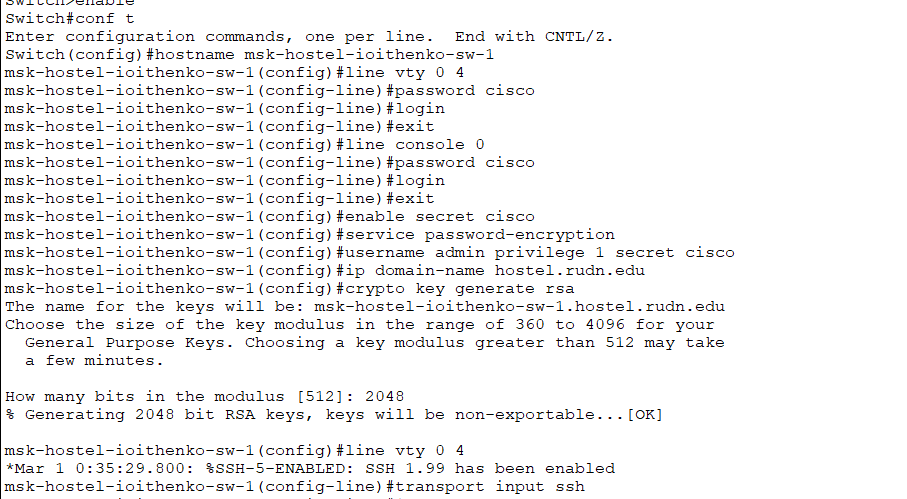 Switch>enable
Switch#conf t
Enter configuration commands, one per line.  End with CNTL/Z.
Switch(config)#hostname msk-hostel-ioithenko-sw-1
msk-hostel-ioithenko-sw-1(config)#line vty 0 4
msk-hostel-ioithenko-sw-1(config-line)#password cisco
msk-hostel-ioithenko-sw-1(config-line)#login
msk-hostel-ioithenko-sw-1(config-line)#exit
msk-hostel-ioithenko-sw-1(config)#line console 0
msk-hostel-ioithenko-sw-1(config-line)#password cisco
msk-hostel-ioithenko-sw-1(config-line)#login
msk-hostel-ioithenko-sw-1(config-line)#exit
msk-hostel-ioithenko-sw-1(config)#enable secret cisco
msk-hostel-ioithenko-sw-1(config)#service password-encryption
msk-hostel-ioithenko-sw-1(config)#username admin privilege 1 secret cisco
msk-hostel-ioithenko-sw-1(config)#ip domain-name hostel.rudn.edu
msk-hostel-ioithenko-sw-1(config)#crypto key generate rsa
The name for the keys will be: msk-hostel-ioithenko-sw-1.hostel.rudn.edu
Choose the size of the key modulus in the range of 360 to 4096 for your
  General Purpose Keys. Choosing a key modulus greater than 512 may take
  a few minutes.
How many bits in the modulus [512]: 2048
% Generating 2048 bit RSA keys, keys will be non-exportable...[OK]
msk-hostel-ioithenko-sw-1(config)#line vty 0 4
*Mar 1 0:35:29.800: %SSH-5-ENABLED: SSH 1.99 has been enabled
msk-hostel-ioithenko-sw-1(config-line)#transport input ssh